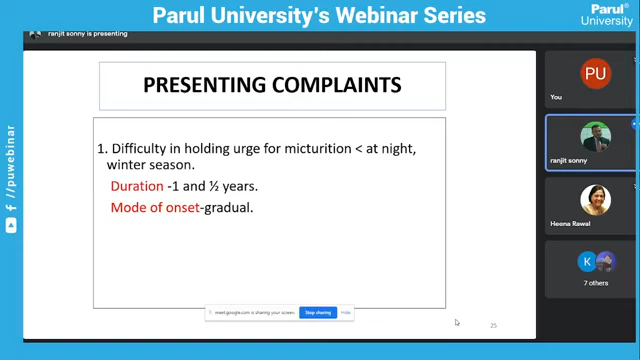 Parul University's Webinar Series
Parul®
University
ranjit sonny is presenting
PRESENTING COMPLAINTS
1. Difficulty in holding urge for micturition < at night,
winter season.
Duration -1 and ½ years.
Mode of onset-gradual.
meet.google.com is sharing your screen.
Stop sharing
Hide
25
PU
You
ranjit sonny
Heena Rawal
K
7 others
f //puwebinar